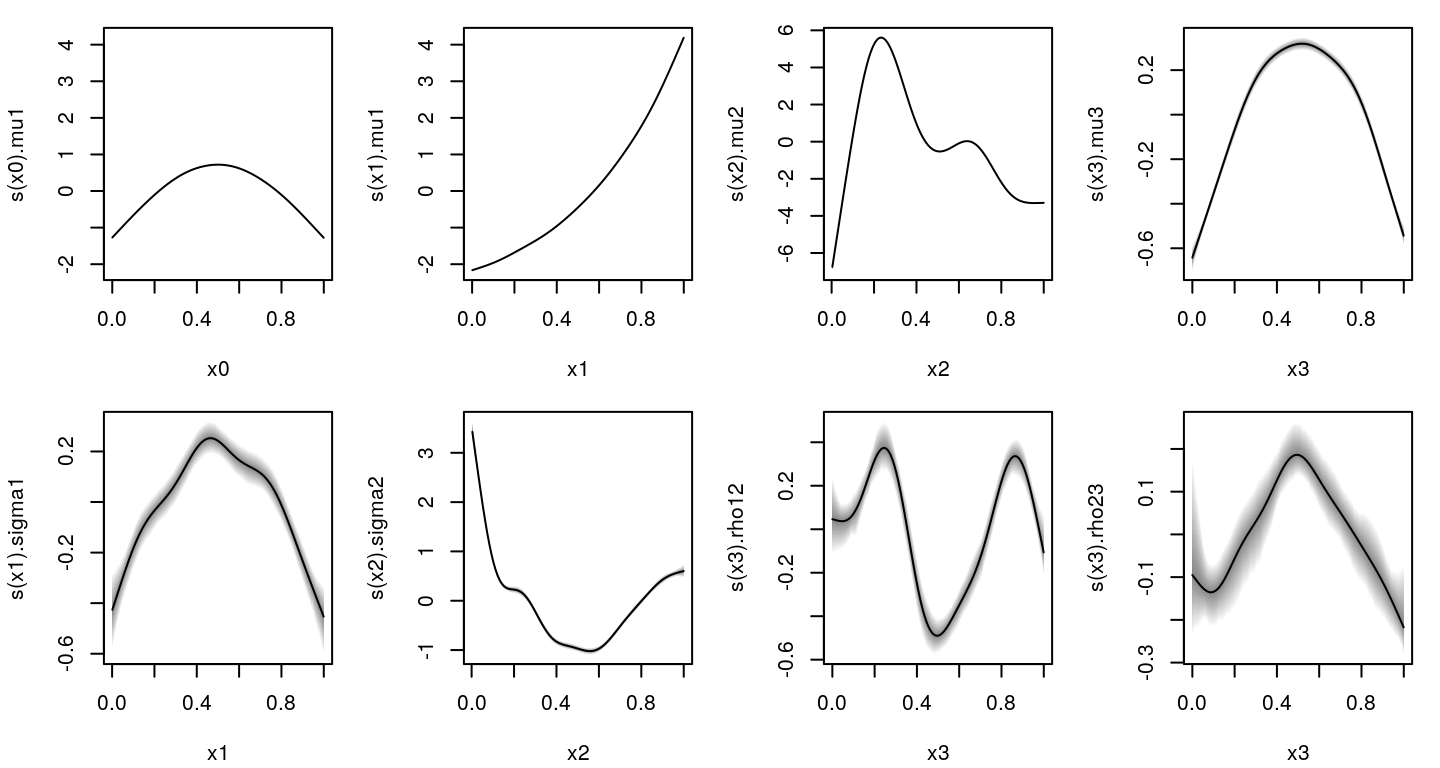 s(x0).mu1
4
3
2
1
0
-2
0.0 0.4 0.8
x0
s(x1).mu1
4
3
2
1
0
-2
0.0 0.4 0.8
x1
s(x2).mu2
6
4
2
0
-2
-4
-6
0.0 0.4 0.8
x2
s(x3).mu3
0.2
-0.2
-0.6
0.0 0.4 0.8
x3
s(x1).sigma1
0.2
-0.2
-0.6
0.0 0.4 0.8
x1
s(x2).sigma2
3
2
1
0
-1
0.0 0.4 0.8
x2
s(x3).rho12
0.2
-0.2
-0.6
0.0 0.4 0.8
x3
s(x3).rho23
0.1
-0.1
-0.3
0.0 0.4 0.8
x3